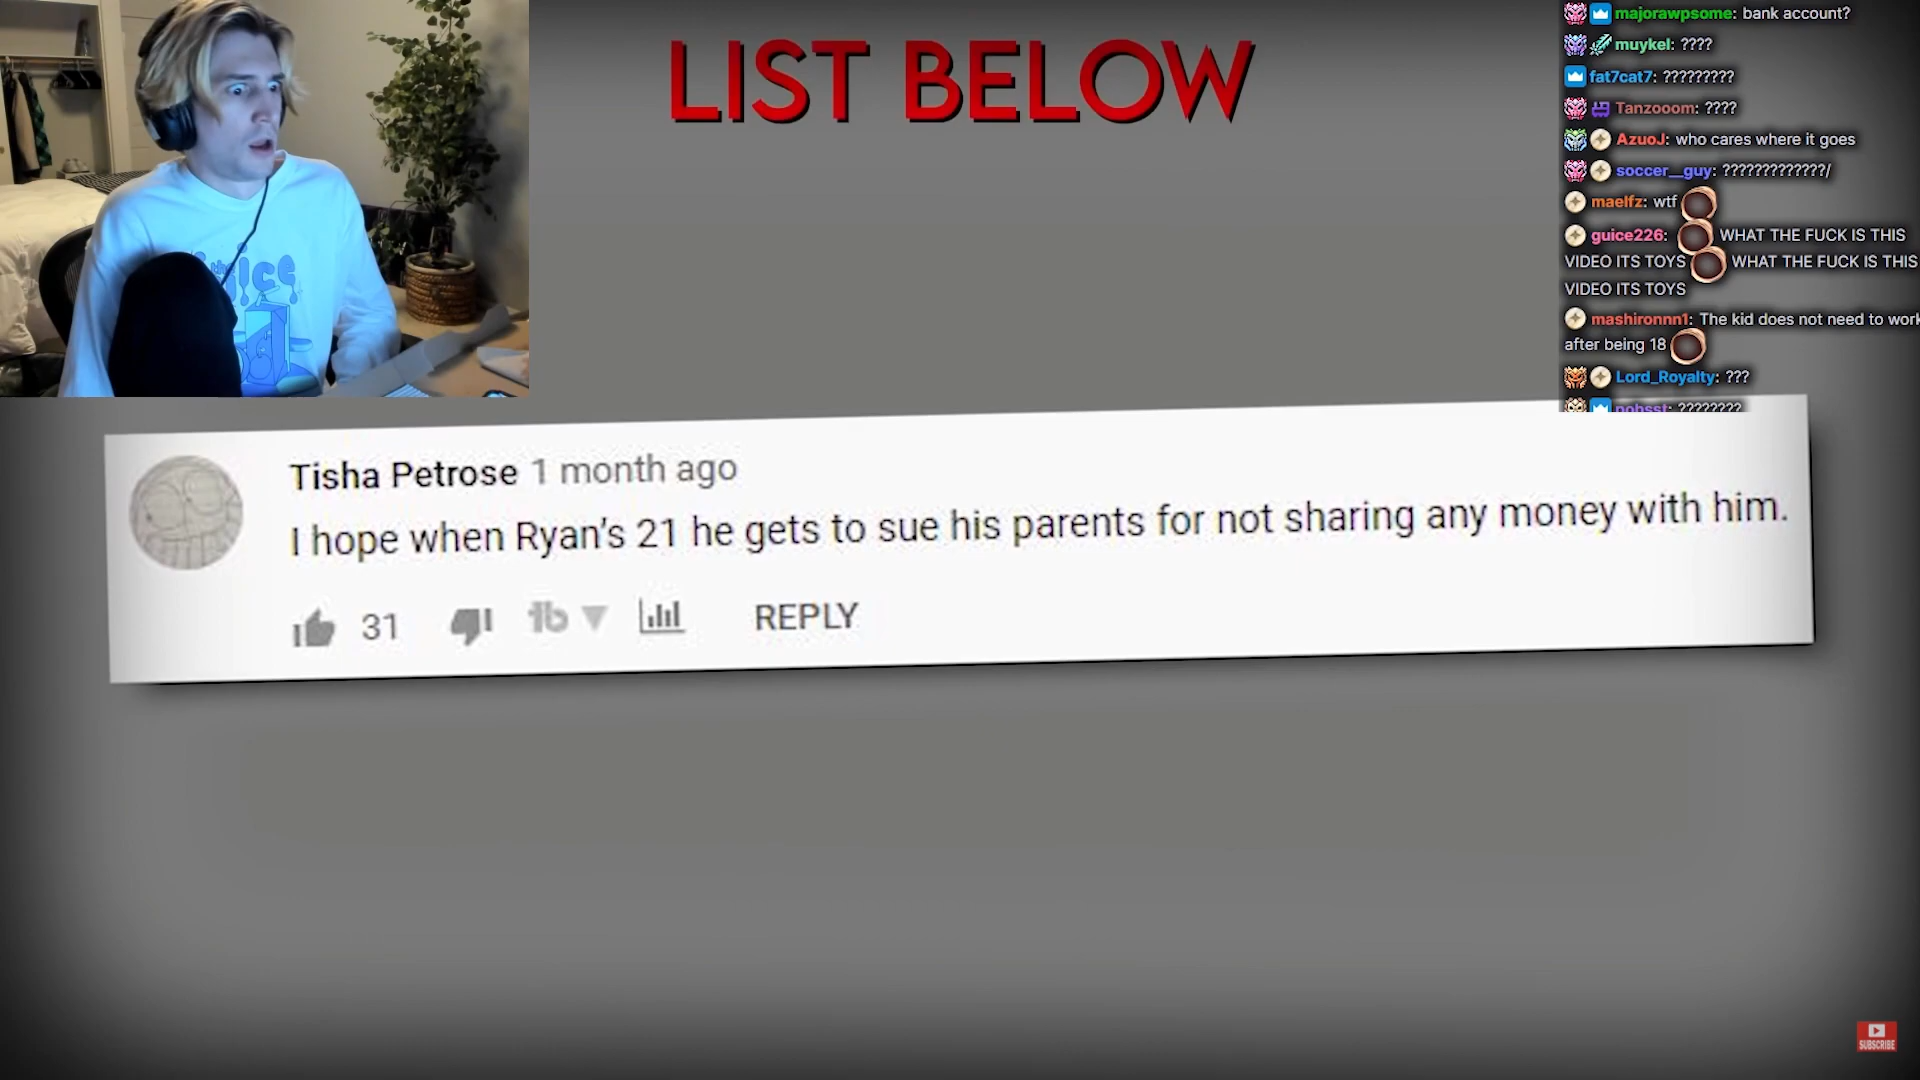 LIST BELOW
majorawpsome: bank account?
muykel: ????
fat7cat7: ?????????
Tanzooom: ????
AzuoJ: who cares where it goes
soccer__guy: ?????????????/
maelfz: wtf
guice226: WHAT THE FUCK IS THIS
VIDEO ITS TOYS WHAT THE FUCK IS THIS
VIDEO ITS TOYS
mashironnn1: The kid does not need to work
after being 18
Lord_Royalty: ???
pobsst: ????????
Tisha Petrose 1 month ago
I hope when Ryan's 21 he gets to sue his parents for not sharing any money with him.
31 REPLY
SUBSCRIBE